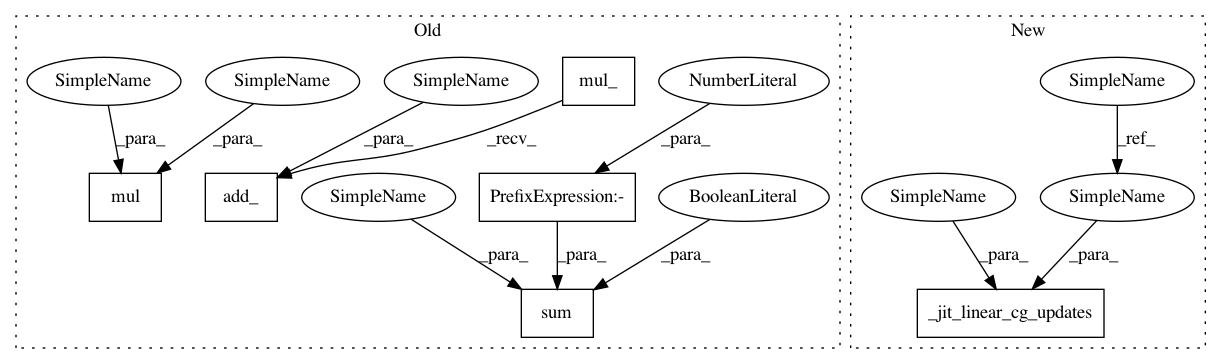 Old
New
SimpleName
SimpleName
SimpleName
mul_
NumberLiteral
SimpleName
_para_
_para_
_para_
_recv_
_para_
_ref_
mul
add_
SimpleName
PrefixExpression:-
BooleanLiteral
SimpleName
SimpleName
_para_
_para_
_para_
_para_
_para_
sum
_jit_linear_cg_updates